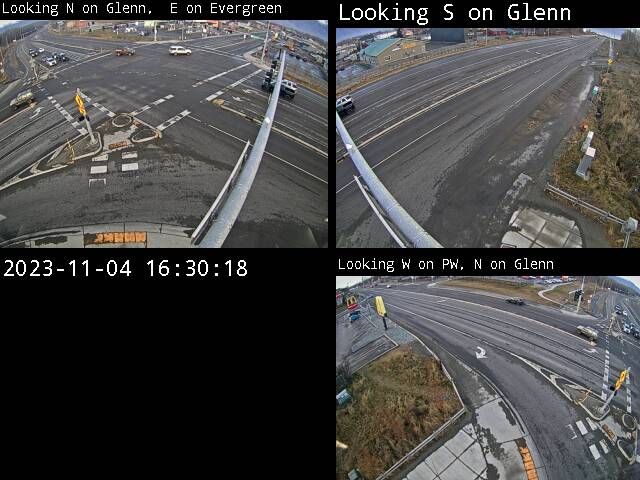 Looking N on Glenn, E on Evergreen
Looking S on Glenn
2023-11-04 16:30:18
Looking W on PW, N on Glenn